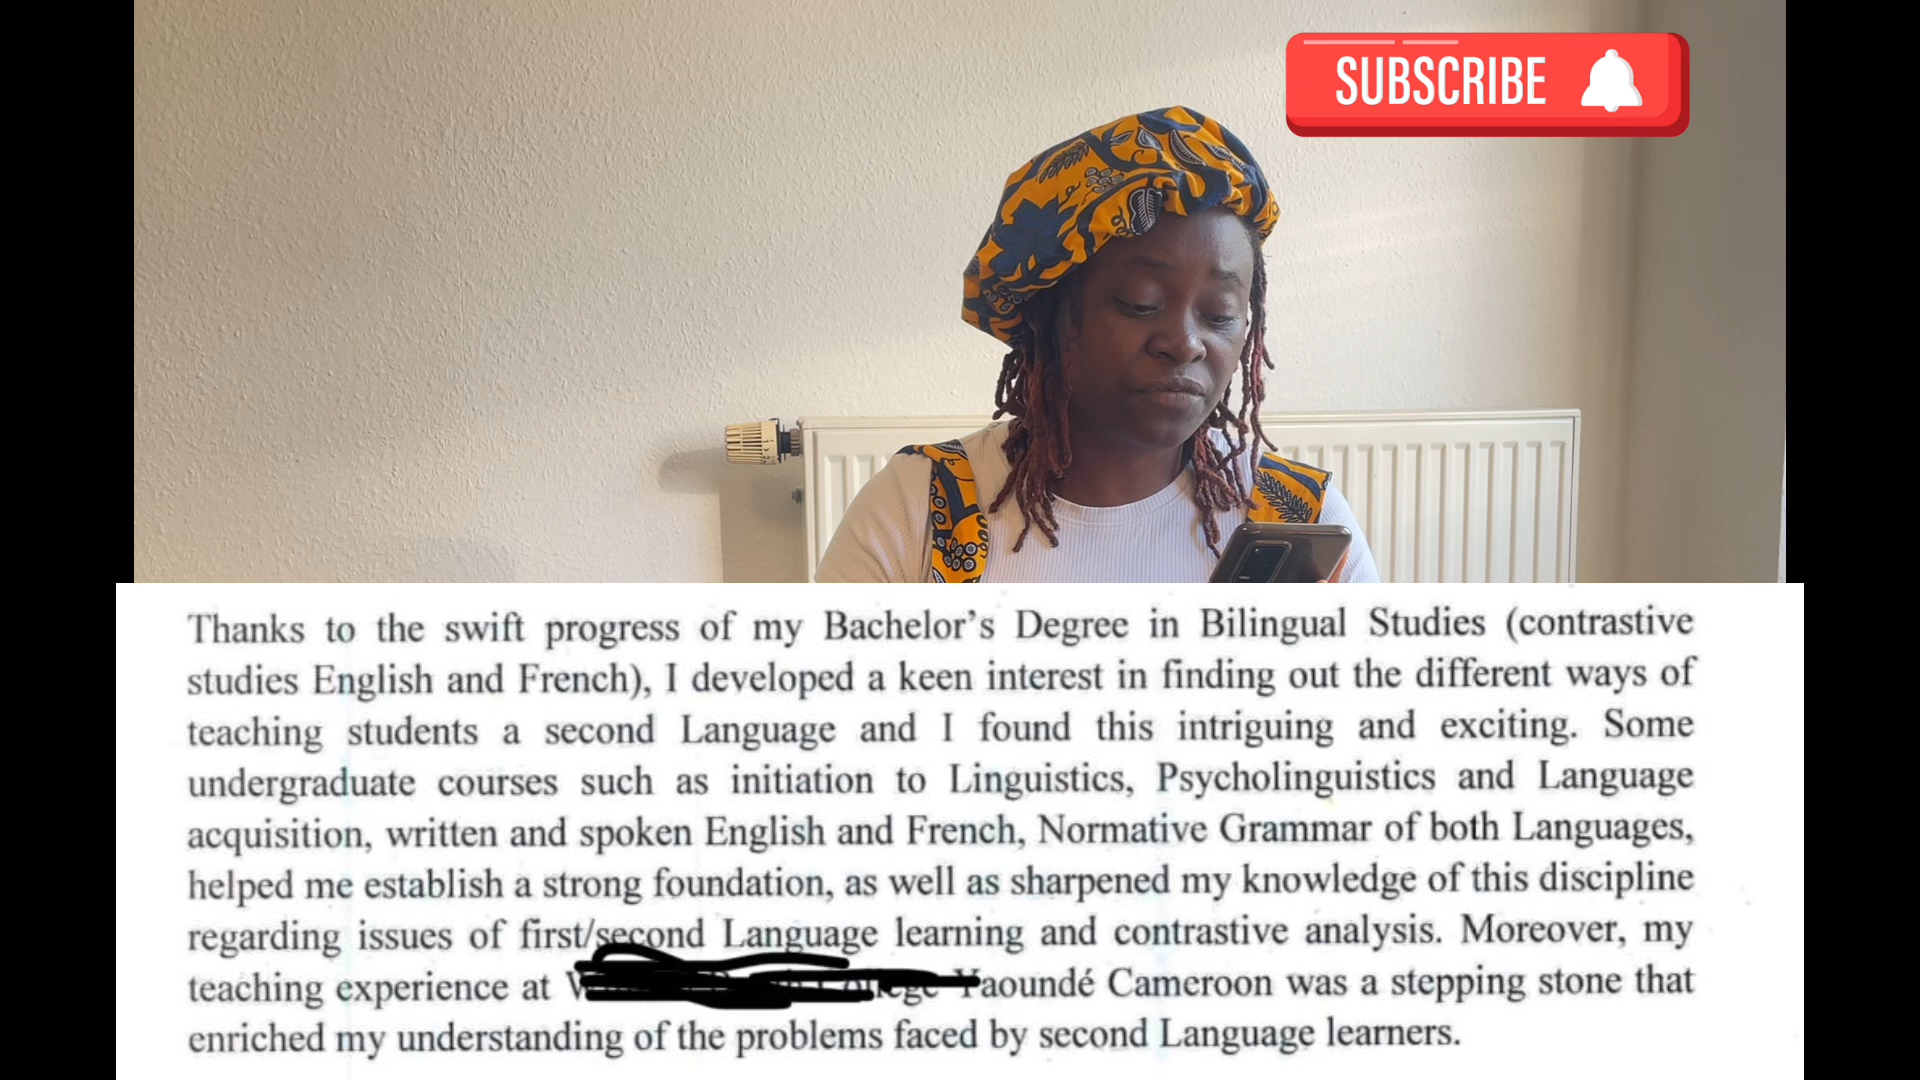 SUBSCRIBE
Thanks to the swift progress of my Bachelor's Degree in Bilingual Studies (contrastive
studies English and French), I developed a keen interest in finding out the different ways of
teaching students a second Language and I found this intriguing and exciting. Some
undergraduate courses such as initiation to Linguistics, Psycholinguistics and Language
acquisition, written and spoken English and French, Normative Grammar of both Languages,
helped me establish a strong foundation, as well as sharpened my knowledge of this discipline
regarding issues of first/second Language learning and contrastive analysis. Moreover, my
teaching experience at Yaoundé Cameroon was a stepping stone that
enriched my understanding of the problems faced by second Language learners.